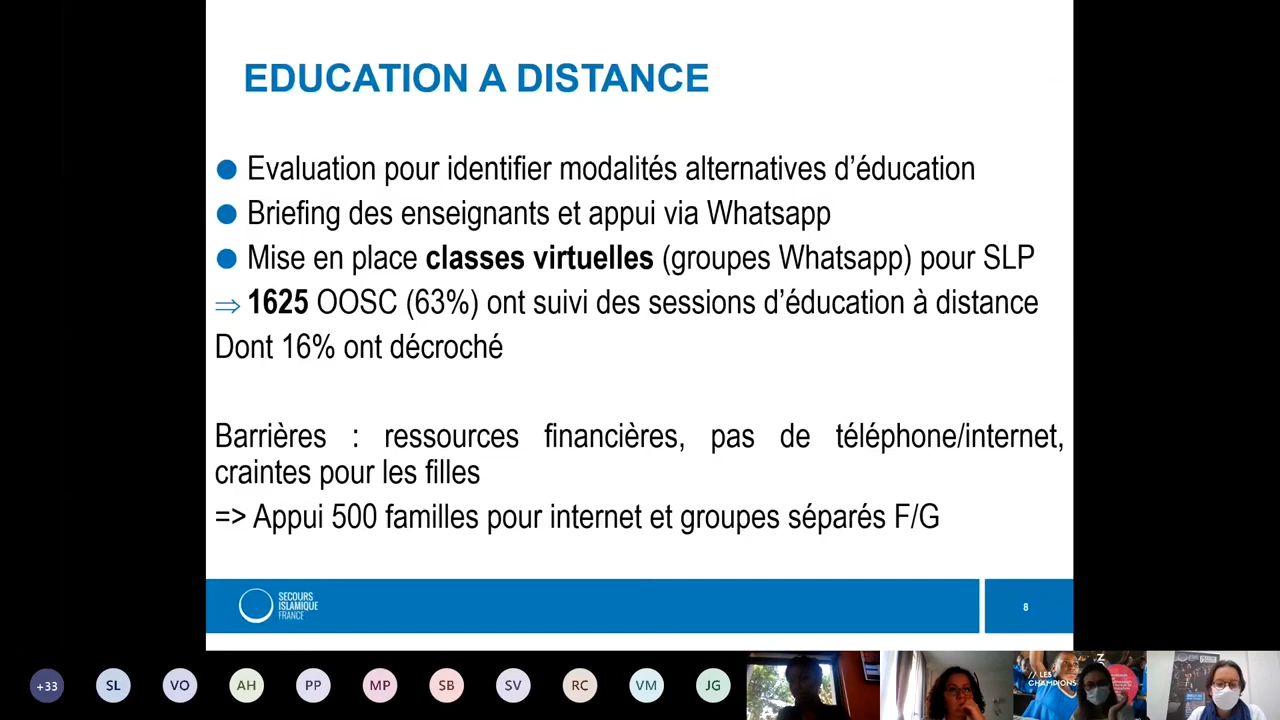 EDUCATION A DISTANCE
Evaluation pour identifier modalités alternatives d’éducation
Briefing des enseignants et appui via Whatsapp
Mise en place classes virtuelles (groupes Whatsapp) pour SLP
⇒ 1625 OOSC (63%) ont suivi des sessions d’éducation à distance
Dont 16% ont décroché
Barrières : ressources financières, pas de téléphone/internet,
craintes pour les filles
=> Appui 500 familles pour internet et groupes séparés F/G
SECOURS
ISLAMIQUE
FRANCE
8
+33 SL VO AH PP MP SB SV RC VM JG
// LES
CHAMPIONS